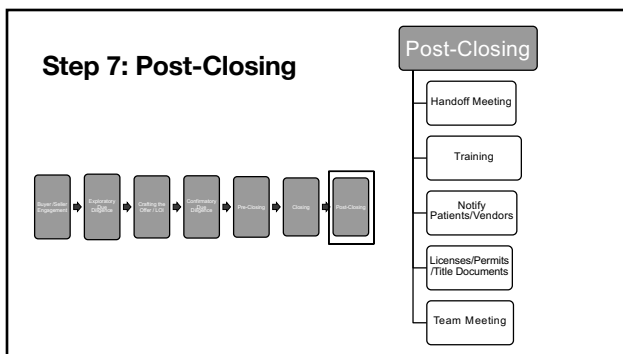 Step 7: Post-Closing
Buyer/Seller
Engagement
Exploratory
Due
Diligence
Crafting the
Offer / LOI
Confirmatory
Due
Diligence
Pre-Closing
Closing
Post-Closing
Post-Closing
Handoff Meeting
Training
Notify
Patients/Vendors
Licenses/Permits
/Title Documents
Team Meeting